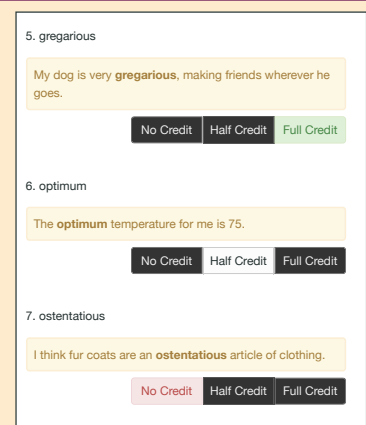 5. gregarious
My dog is very gregarious, making friends wherever he
goes.
No Credit Half Credit Full Credit
6. optimum
The optimum temperature for me is 75.
No Credit Half Credit Full Credit
7. ostentatious
I think fur coats are an ostentatious article of clothing.
No Credit Half Credit Full Credit